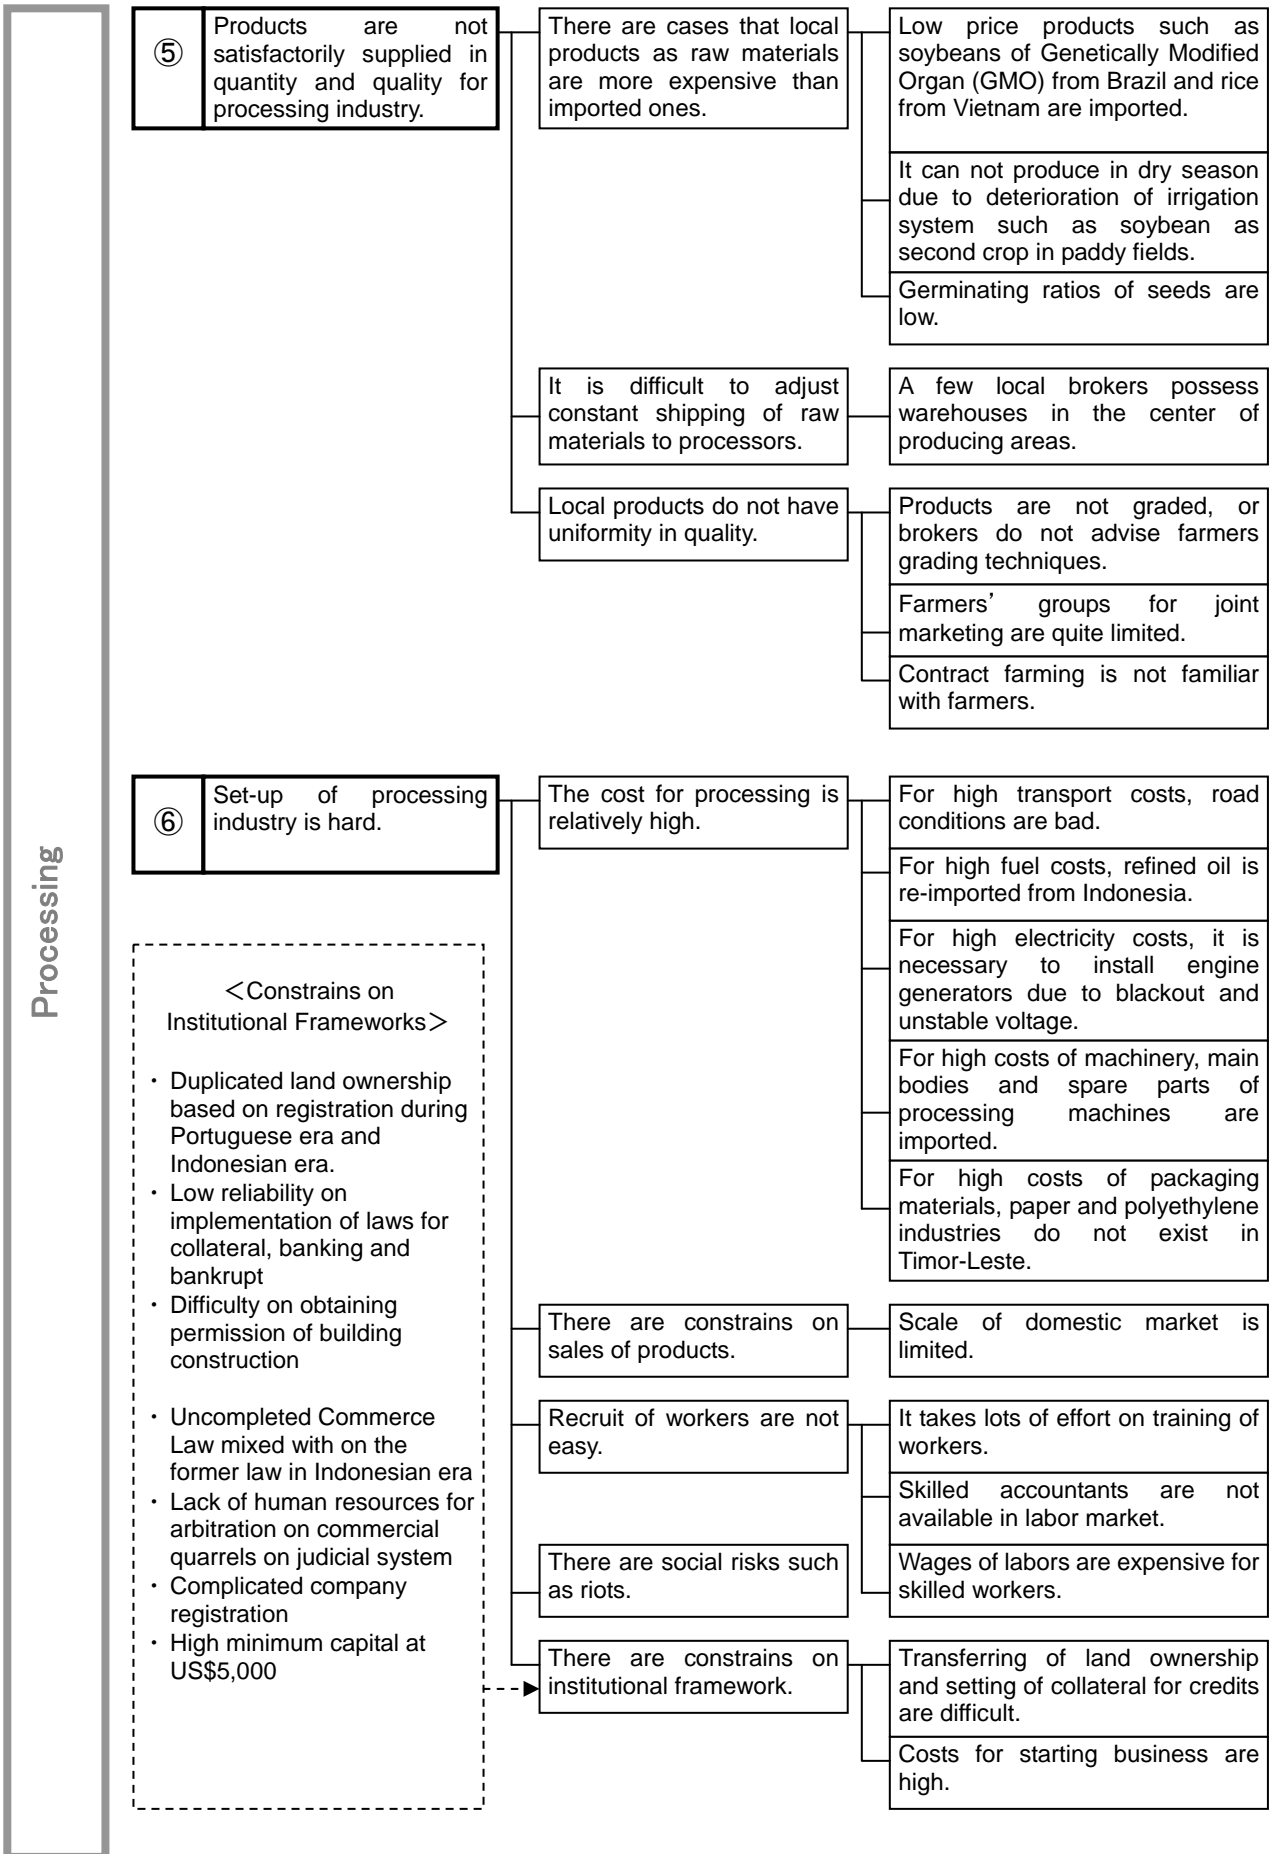 Processing
⑤
Products are not
satisfactorily supplied in
quantity and quality for
processing industry.
There are cases that local
products as raw materials
are more expensive than
imported ones.
Low price products such as
soybeans of Genetically Modified
Organ (GMO) from Brazil and rice
from Vietnam are imported.
It can not produce in dry season
due to deterioration of irrigation
system such as soybean as
second crop in paddy fields.
Germinating ratios of seeds are
low.
It is difficult to adjust
constant shipping of raw
materials to processors.
A few local brokers possess
warehouses in the center of
producing areas.
Local products do not have
uniformity in quality.
Products are not graded, or
brokers do not advise farmers
grading techniques.
Farmers’ groups for joint
marketing are quite limited.
Contract farming is not familiar
with farmers.
⑥
Set-up of processing
industry is hard.
The cost for processing is
relatively high.
For high transport costs, road
conditions are bad.
For high fuel costs, refined oil is
re-imported from Indonesia.
For high electricity costs, it is
necessary to install engine
generators due to blackout and
unstable voltage.
For high costs of machinery, main
bodies and spare parts of
processing machines are
imported.
For high costs of packaging
materials, paper and polyethylene
industries do not exist in
Timor-Leste.
There are constrains on
sales of products.
Scale of domestic market is
limited.
Recruit of workers are not
easy.
It takes lots of effort on training of
workers.
Skilled accountants are not
available in labor market.
Wages of labors are expensive for
skilled workers.
There are social risks such
as riots.
There are constrains on
institutional framework.
Transferring of land ownership
and setting of collateral for credits
are difficult.
Costs for starting business are
high.
＜Constrains on
Institutional Frameworks＞
・ Duplicated land ownership
based on registration during
Portuguese era and
Indonesian era.
・ Low reliability on
implementation of laws for
collateral, banking and
bankrupt
・ Difficulty on obtaining
permission of building
construction
・ Uncompleted Commerce
Law mixed with on the
former law in Indonesian era
・ Lack of human resources for
arbitration on commercial
quarrels on judicial system
・ Complicated company
registration
・ High minimum capital at
US$5,000